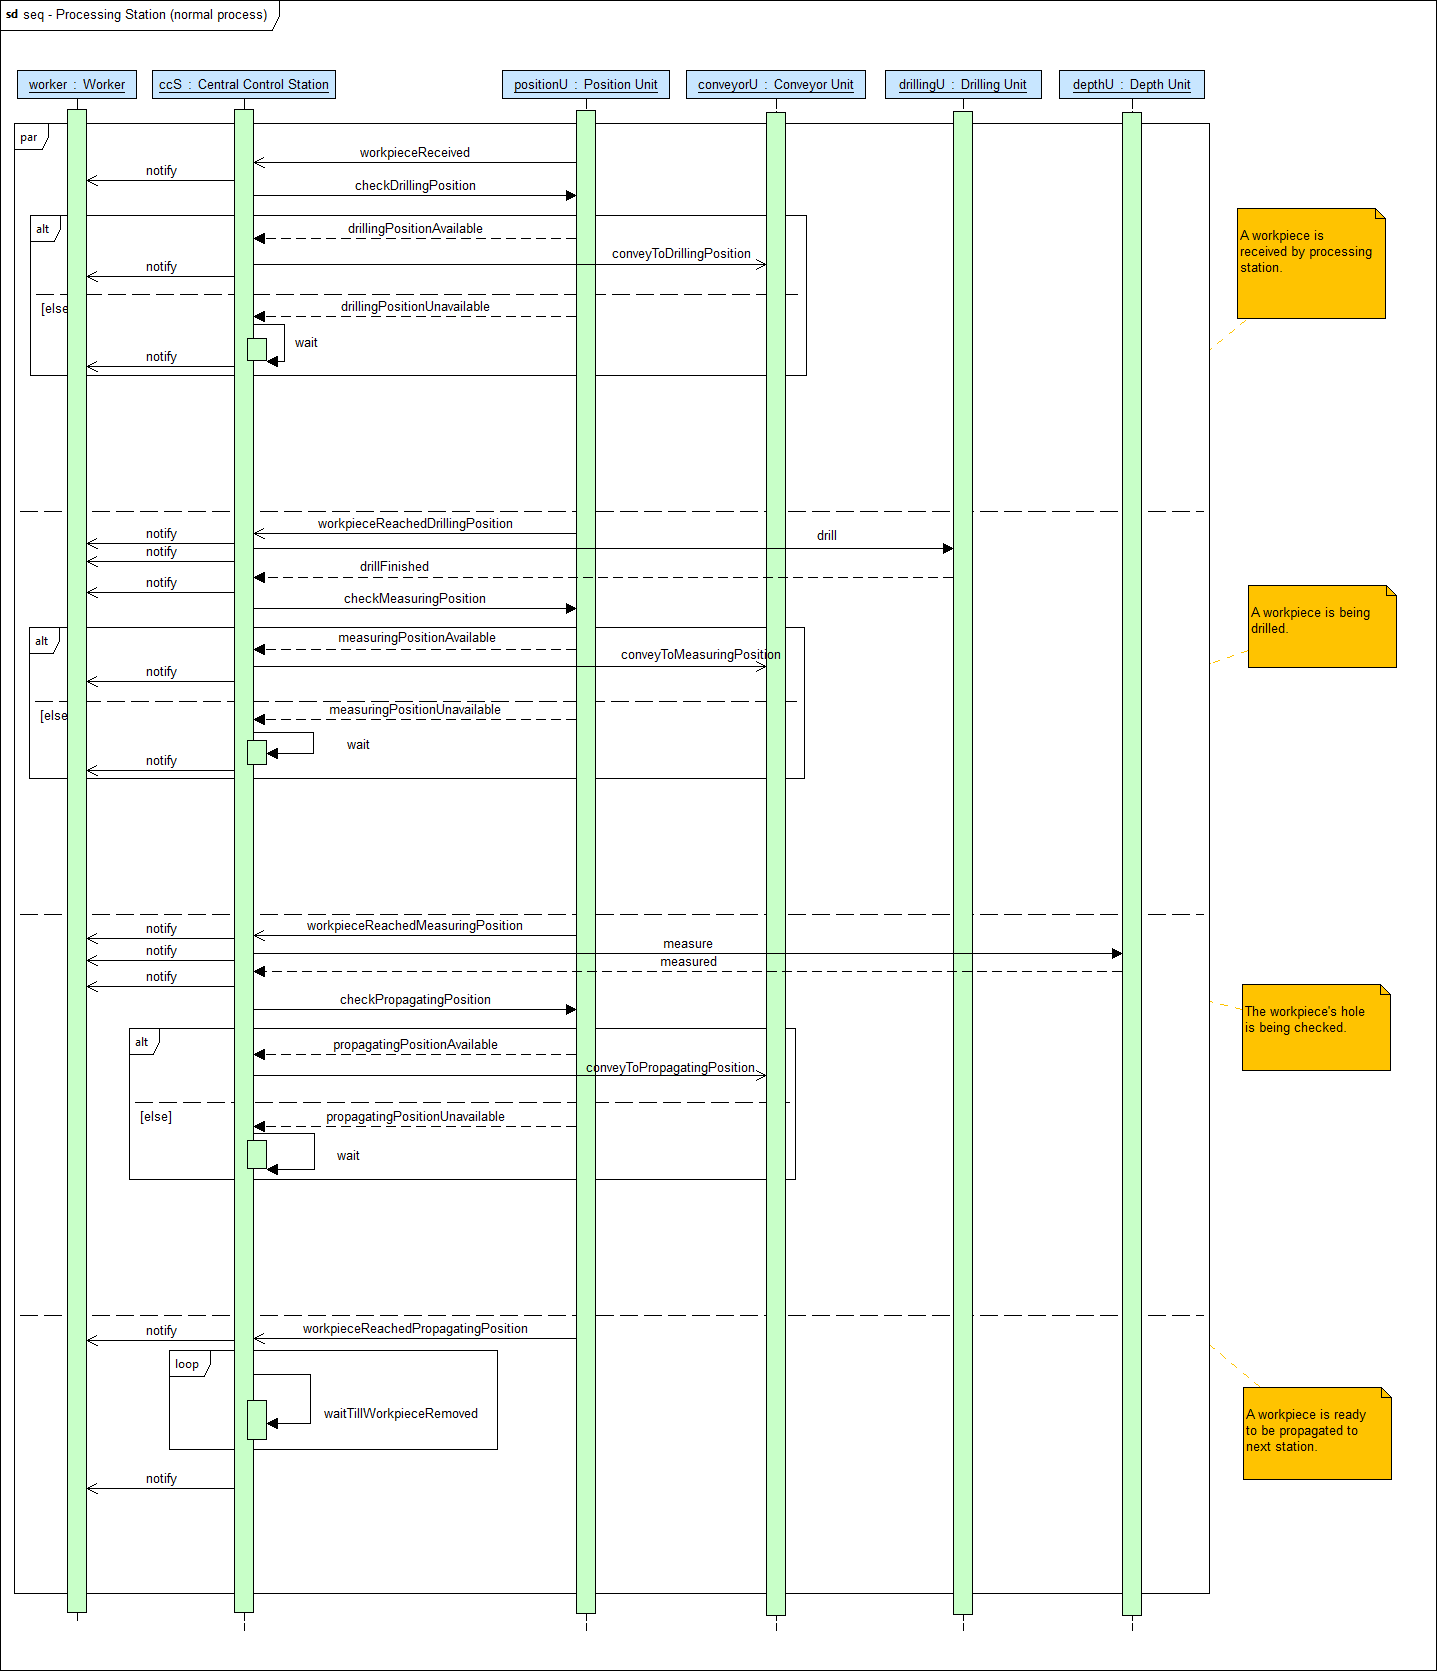 sd seq - Processing Station (normal process)
worker : Worker
ccS : Central Control Station
positionU : Position Unit
conveyorU : Conveyor Unit
drillingU : Drilling Unit
depthU : Depth Unit
par
workpieceReceived
notify
checkDrillingPosition
alt
drillingPositionAvailable
conveyToDrillingPosition
notify
[else
drillingPositionUnavailable
wait
notify
A workpiece is
received by processing
station.
workpieceReachedDrillingPosition
notify
drill
notify
drillFinished
notify
checkMeasuringPosition
alt
measuringPositionAvailable
conveyToMeasuringPosition
notify
[else
measuringPositionUnavailable
wait
notify
A workpiece is being
drilled.
workpieceReachedMeasuringPosition
notify
measure
notify
measured
notify
checkPropagatingPosition
alt
propagatingPositionAvailable
conveyToPropagatingPosition
[else]
propagatingPositionUnavailable
wait
The workpiece's hole
is being checked.
workpieceReachedPropagatingPosition
notify
loop
waitTillWorkpieceRemoved
notify
A workpiece is ready
to be propagated to
next station.